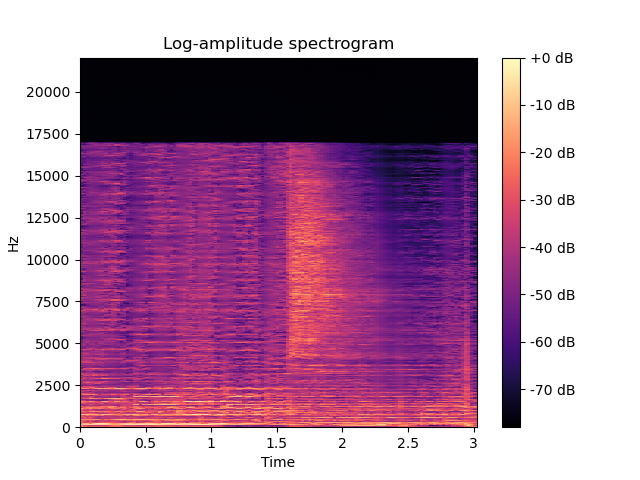 Log-amplitude spectrogram
+0 dB
-10 dB
-20 dB
-30 dB
-40 dB
-50 dB
-60 dB
-70 dB
20000
17500
15000
12500
10000
7500
5000
2500
0
Hz
0 0.5 1 1.5 2 2.5 3
Time